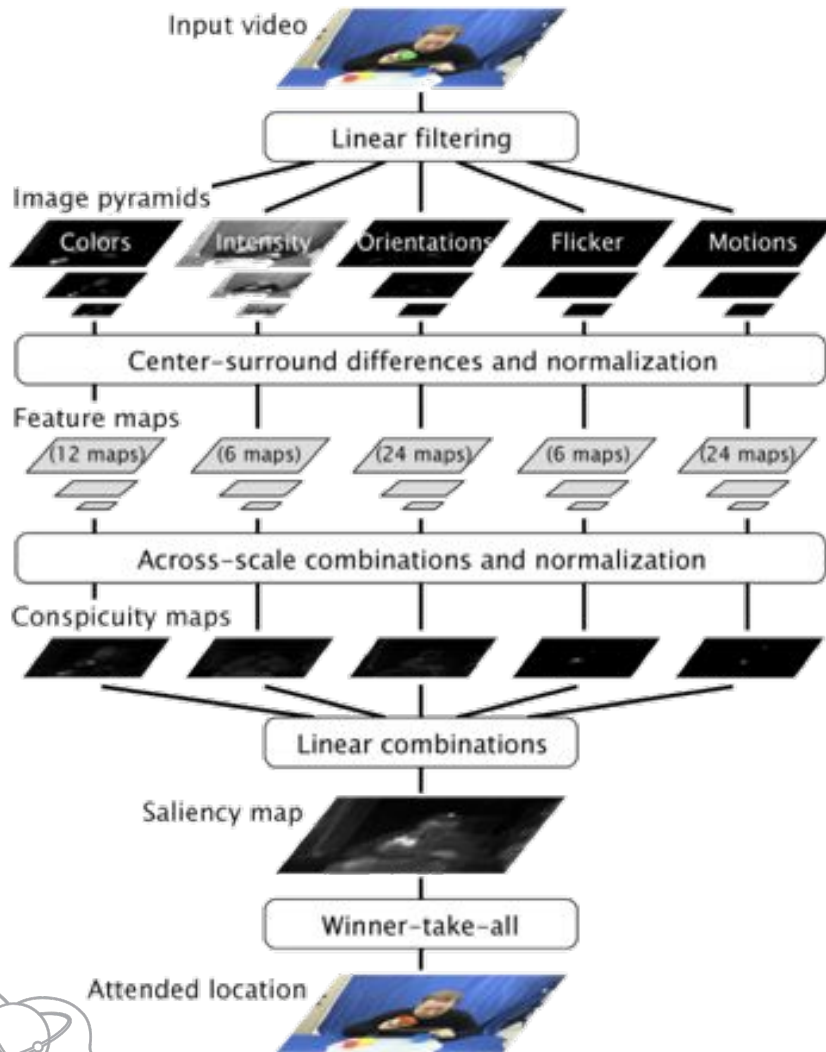 Input video
Linear filtering
Image pyramids
Colors Intensity Orientations Flicker Motions
Center-surround differences and normalization
Feature maps
(12 maps) (6 maps) (24 maps) (6 maps) (24 maps)
Across-scale combinations and normalization
Conspicuity maps
Linear combinations
Saliency map
Winner-take-all
Attended location